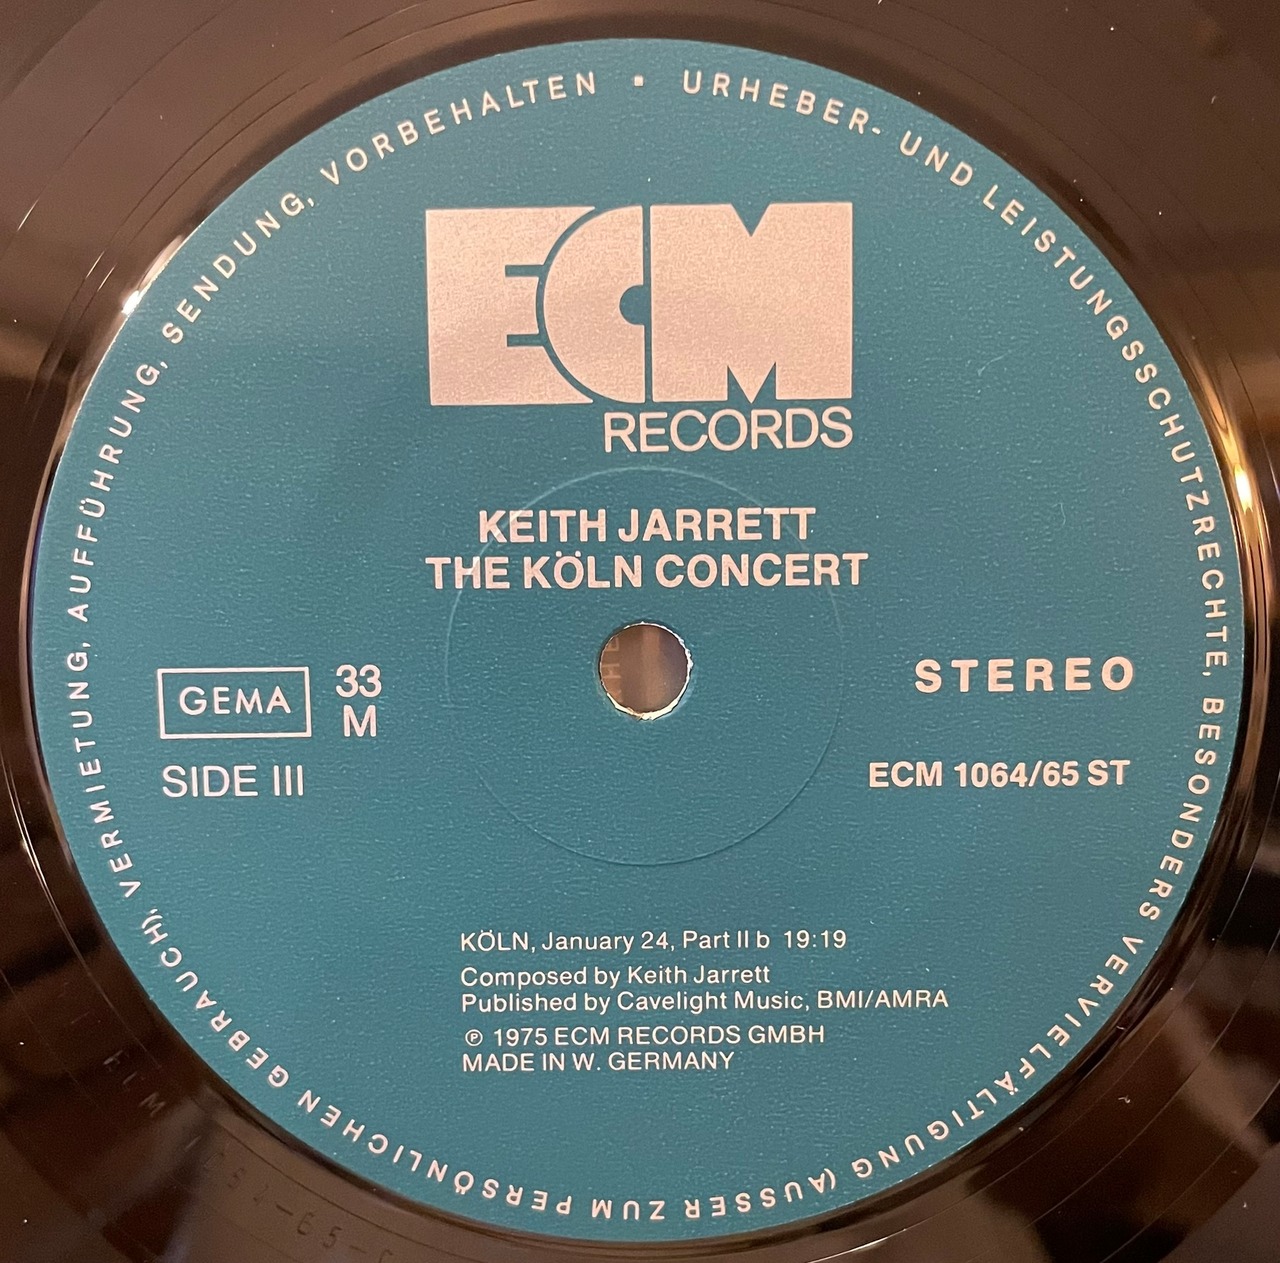 URHEBER- UND LEISTUNGSSCHUTZRECHTE, BESONDERS VERVIELFÄLTIGUNG (AUSSER ZUM PERSÖNLICHEN GEBRAUCH), VERMIETUNG, AUFFÜHRUNG, SENDUNG, VORBEHALTEN •
ECM
RECORDS
KEITH JARRETT
THE KÖLN CONCERT
GEMA
33
M
STEREO
SIDE III
ECM 1064/65 ST
KÖLN, January 24, Part II b 19:19
Composed by Keith Jarrett
Published by Cavelight Music, BMI/AMRA
℗ 1975 ECM RECORDS GMBH
MADE IN W. GERMANY